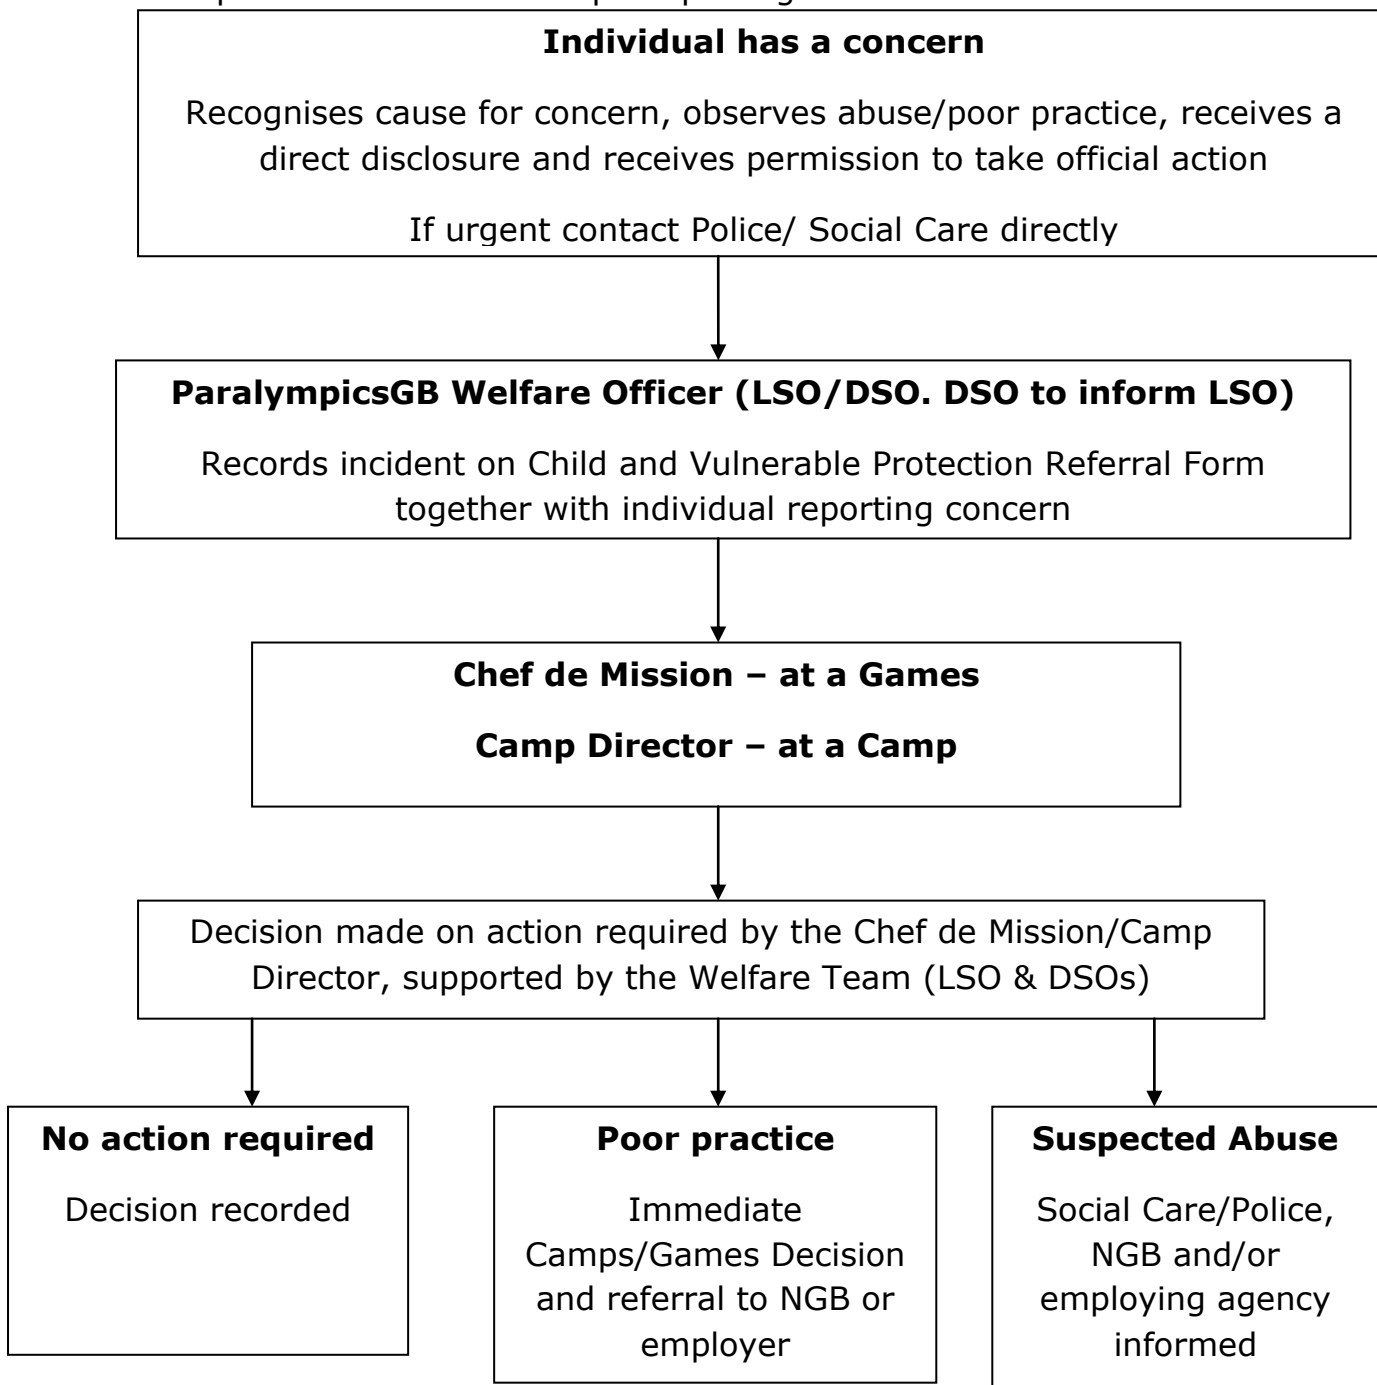 Individual has a concern
Recognises cause for concern, observes abuse/poor practice, receives a
direct disclosure and receives permission to take official action
If urgent contact Police/ Social Care directly
ParalympicsGB Welfare Officer (LSO/DSO. DSO to inform LSO)
Records incident on Child and Vulnerable Protection Referral Form
together with individual reporting concern
Chef de Mission – at a Games
Camp Director – at a Camp
Decision made on action required by the Chef de Mission/Camp
Director, supported by the Welfare Team (LSO & DSOs)
No action required
Decision recorded
Poor practice
Immediate
Camps/Games Decision
and referral to NGB or
employer
Suspected Abuse
Social Care/Police,
NGB and/or
employing agency
informed